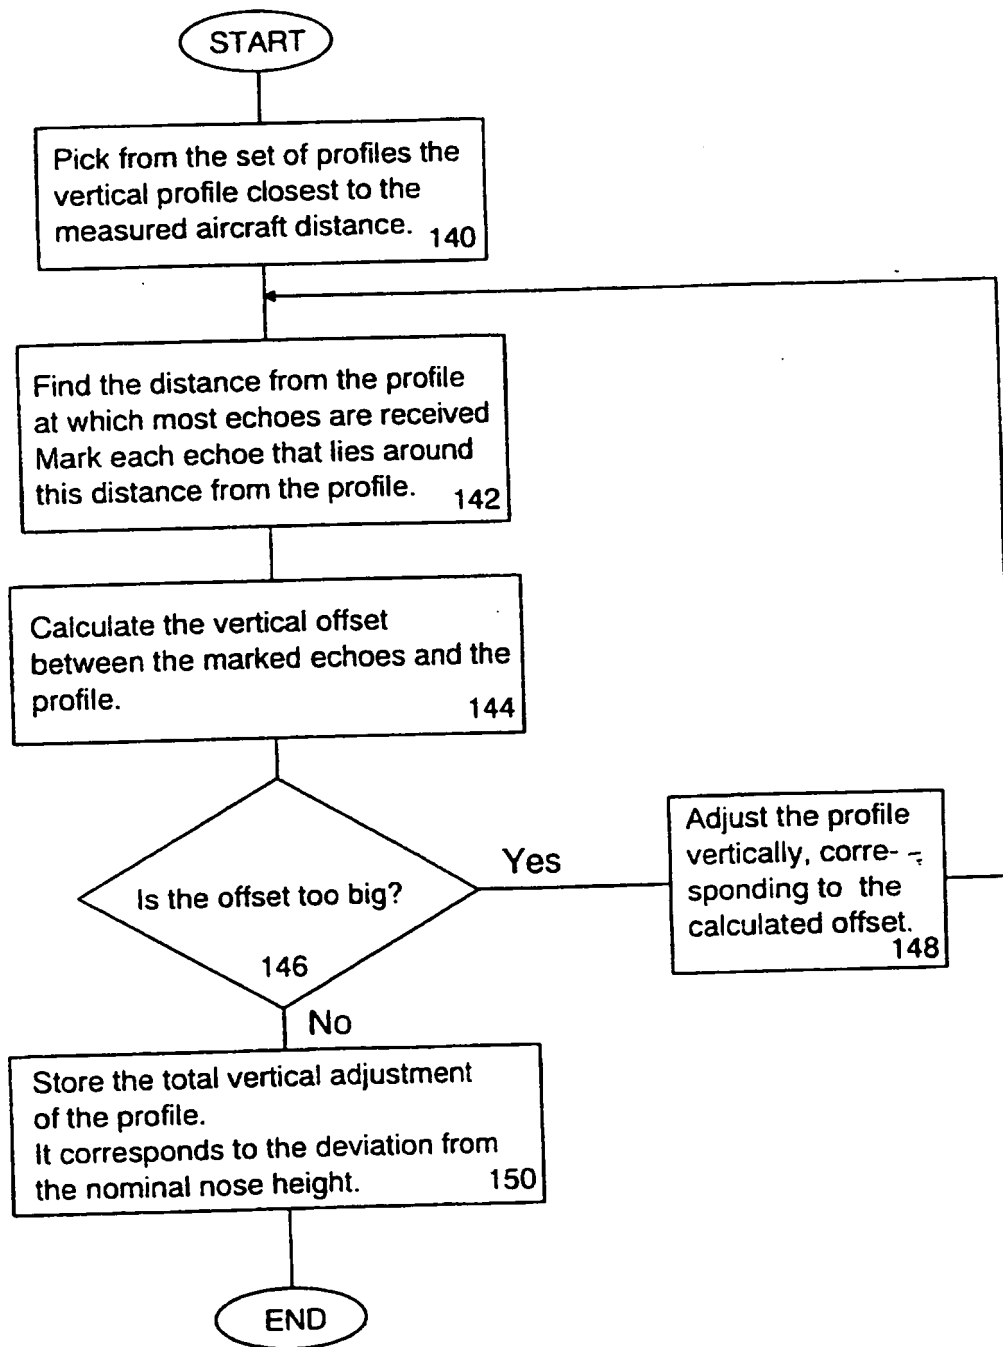 START
Pick from the set of profiles the
vertical profile closest to the
measured aircraft distance.
140
Find the distance from the profile
at which most echoes are received
Mark each echoe that lies around
this distance from the profile.
142
Calculate the vertical offset
between the marked echoes and the
profile.
144
Is the offset too big?
146
Yes
Adjust the profile
vertically, corre-
sponding to the
calculated offset.
148
No
Store the total vertical adjustment
of the profile.
It corresponds to the deviation from
the nominal nose height.
150
END